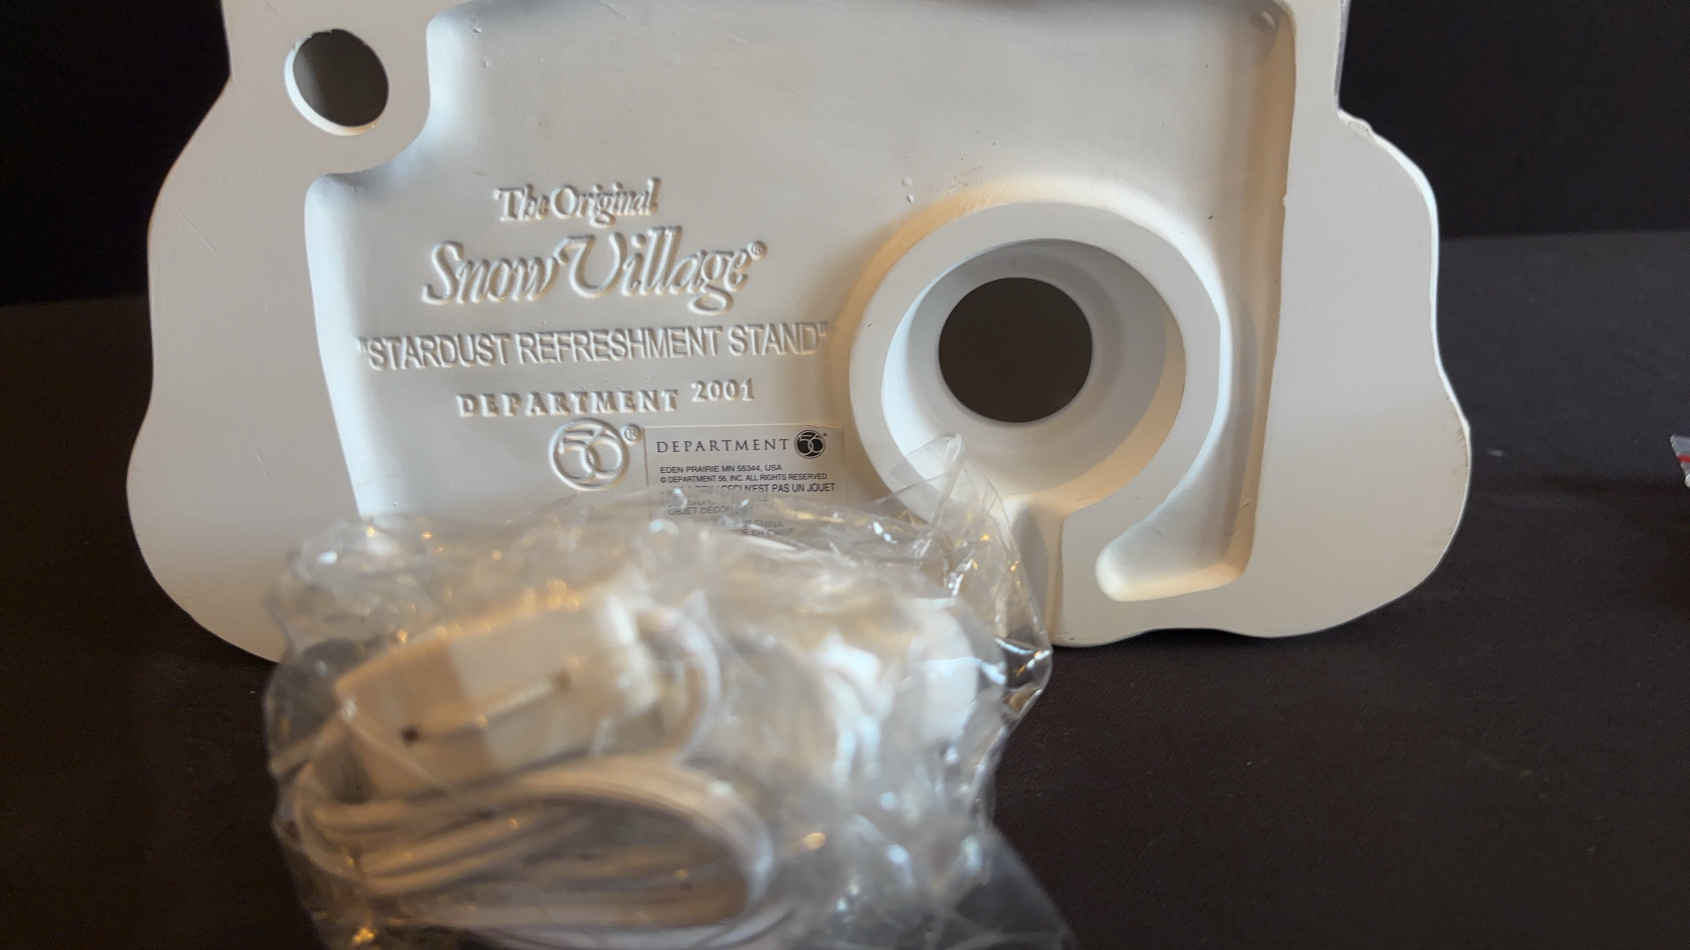 The Original
Snow Village®
"STARDUST REFRESHMENT STAND"
DEPARTMENT 2001
56®
DEPARTMENT 56®
EDEN PRAIRIE MN 55344, USA
© DEPARTMENT 56, INC. ALL RIGHTS RESERVED
N'EST PAS UN JOUET
OBJET